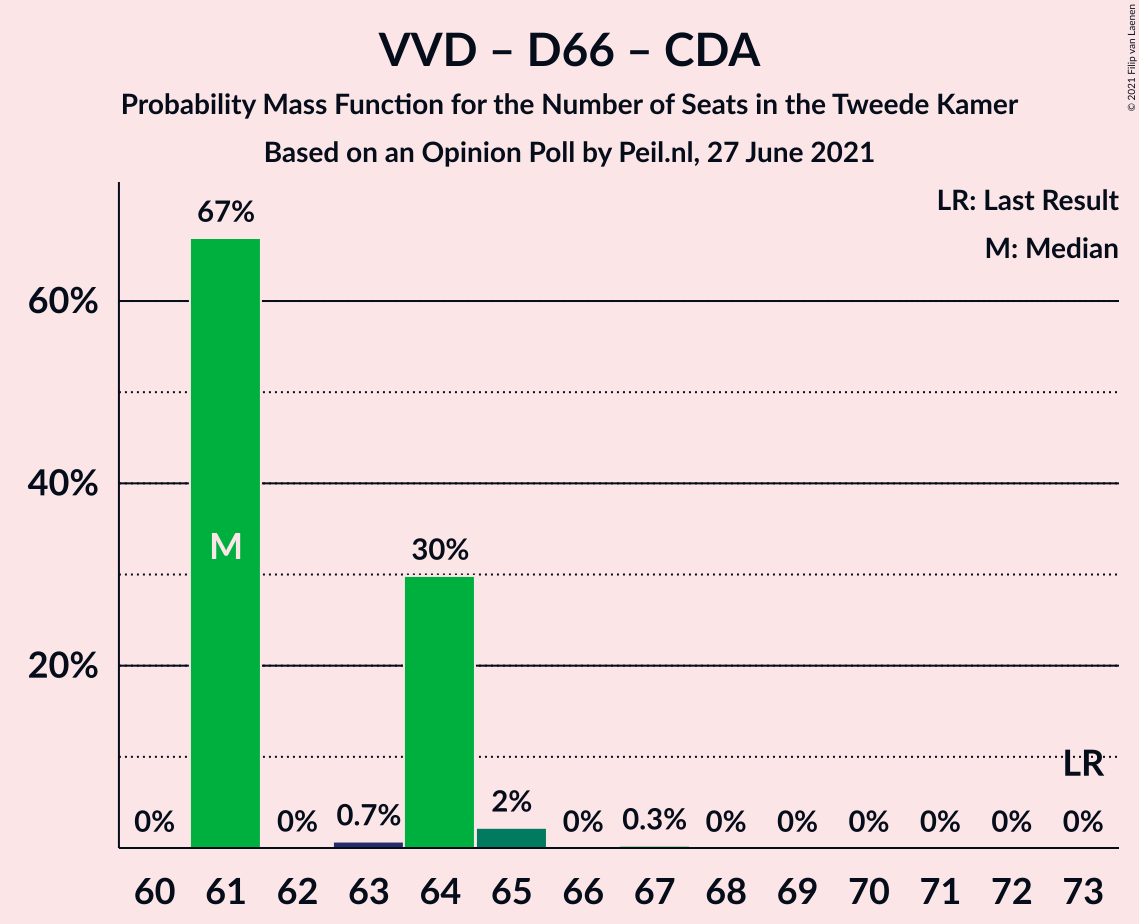 VVD – D66 – CDA
Probability Mass Function for the Number of Seats in the Tweede Kamer
Based on an Opinion Poll by Peil.nl, 27 June 2021
© 2021 Filip van Laenen
LR: Last Result
M: Median
67%
60%
40%
M
30%
20%
LR
0%
0%
0.7%
2%
0%
0.3%
0%
0%
0%
0%
0%
0%
60 61 62 63 64 65 66 67 68 69 70 71 72 73